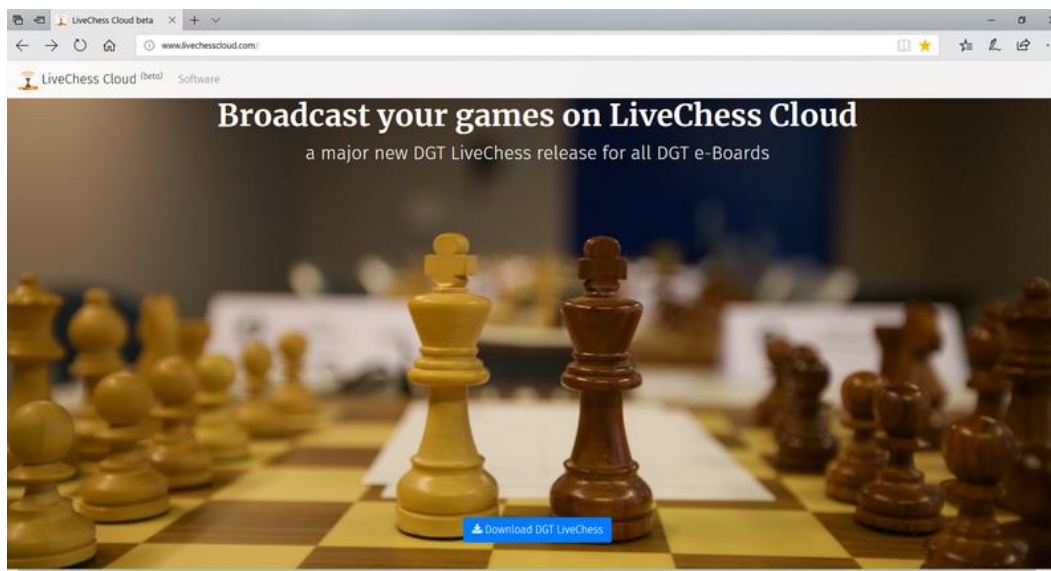 LiveChess Cloud beta
www.livechesscloud.com/
LiveChess Cloud (beta) Software
Broadcast your games on LiveChess Cloud
a major new DGT LiveChess release for all DGT e-Boards
Download DGT LiveChess